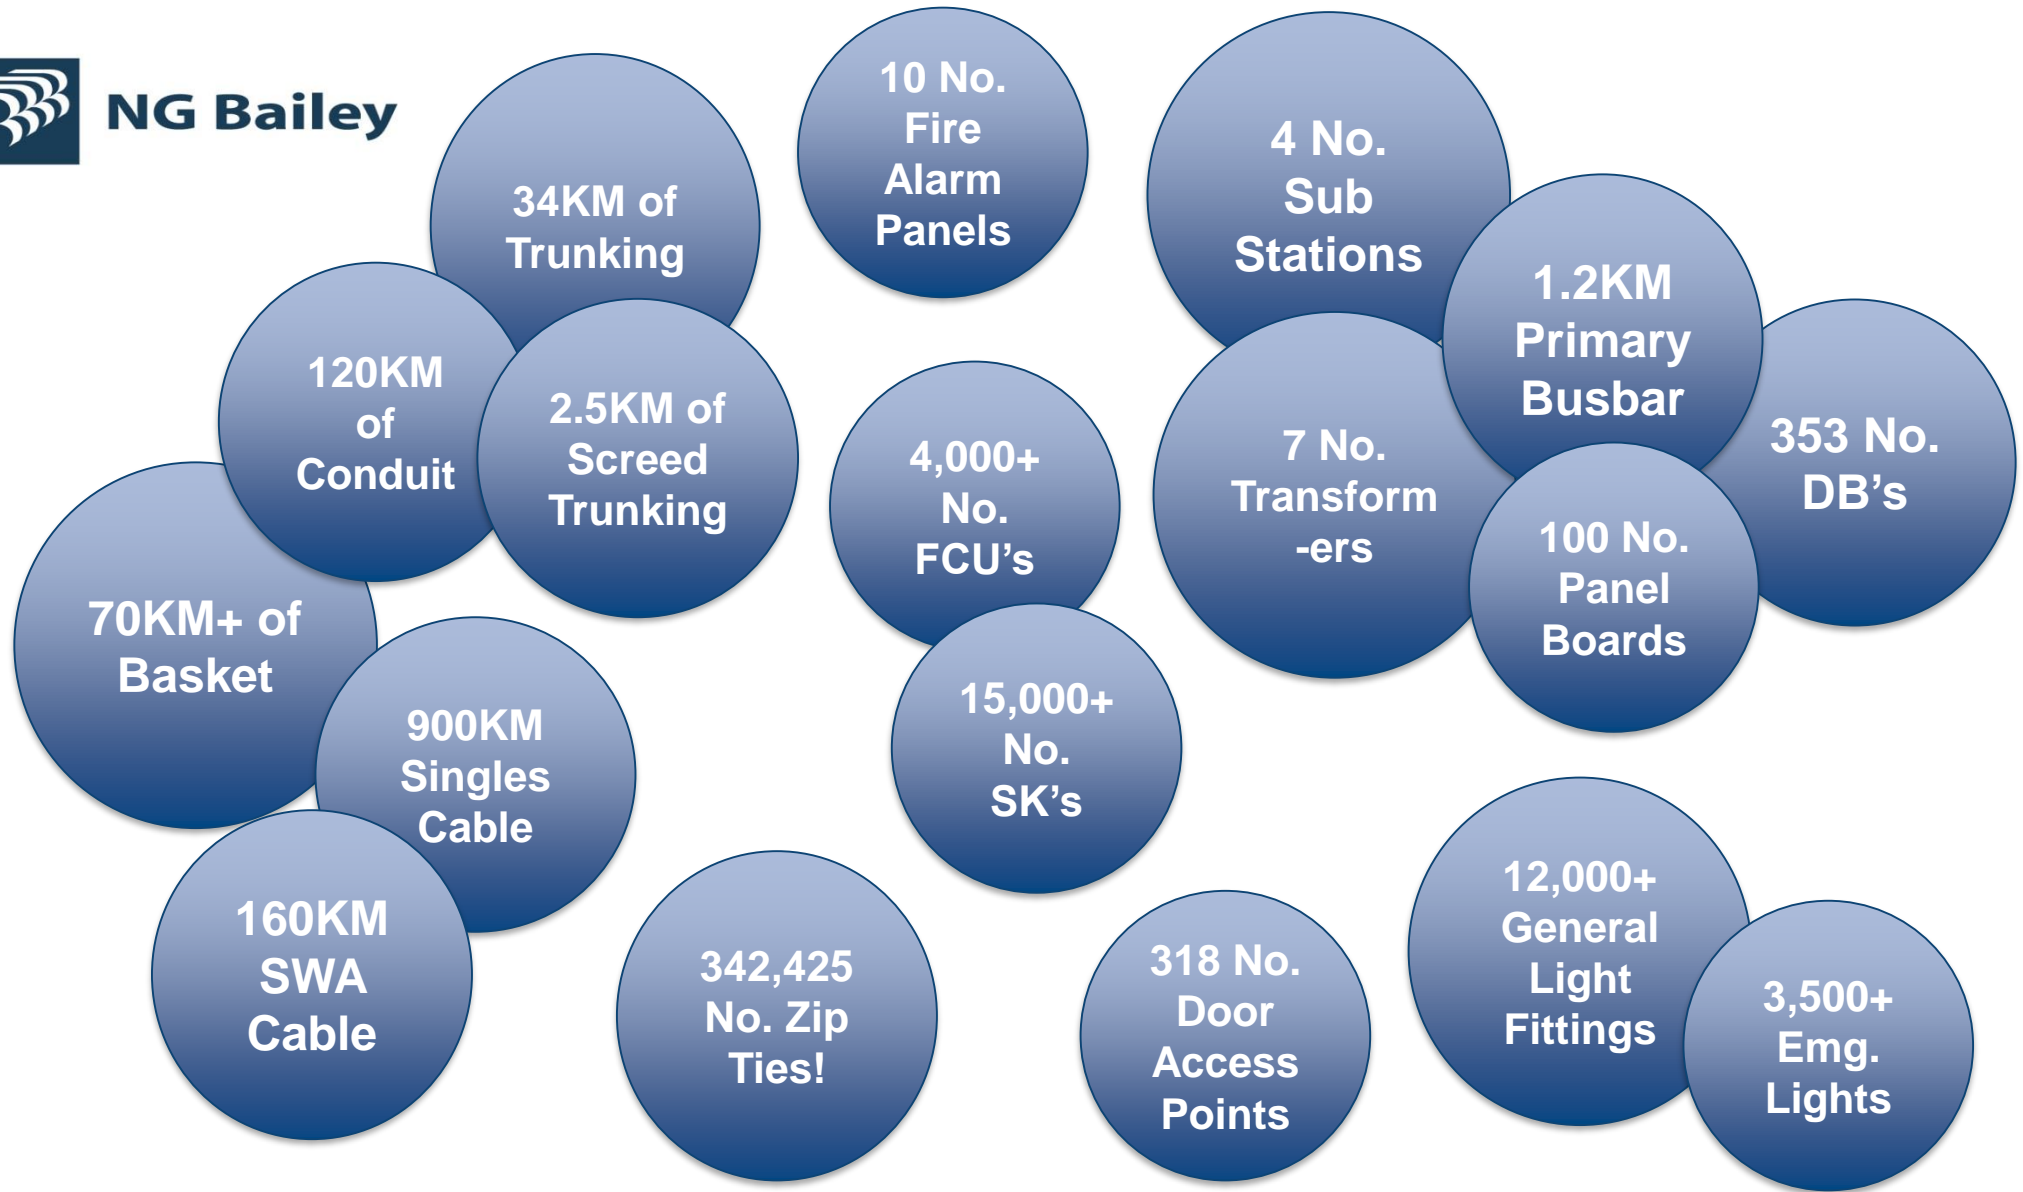 NG Bailey
34KM of
Trunking
10 No.
Fire
Alarm
Panels
4 No.
Sub
Stations
1.2KM
Primary
Busbar
353 No.
DB’s
120KM
of
Conduit
2.5KM of
Screed
Trunking
4,000+
No.
FCU’s
7 No.
Transform
-ers
100 No.
Panel
Boards
70KM+ of
Basket
900KM
Singles
Cable
15,000+
No.
SK’s
160KM
SWA
Cable
342,425
No. Zip
Ties!
318 No.
Door
Access
Points
12,000+
General
Light
Fittings
3,500+
Emg.
Lights